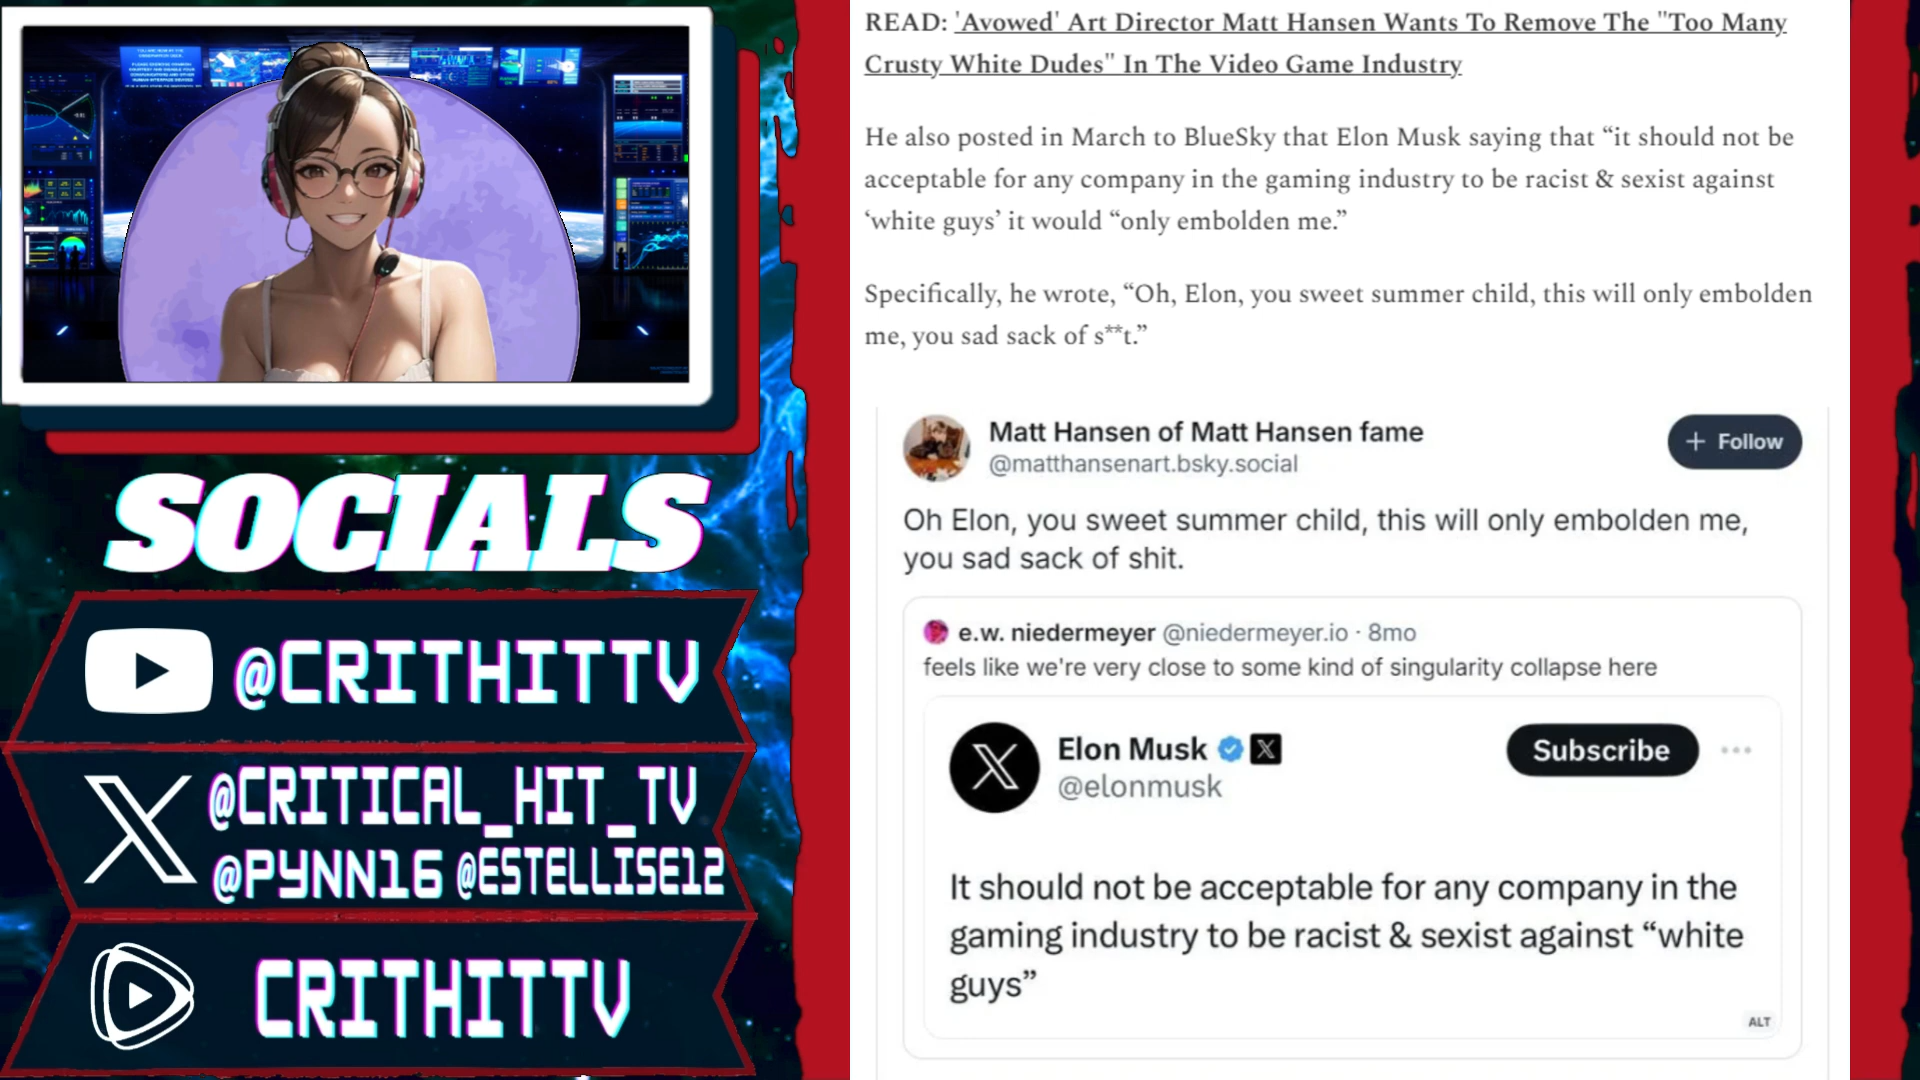 SOCIALS
@CRITHITTV
@CRITICAL_HIT_TV
@PYNN16 @ESTELLISE12
CRITHITTV
READ: 'Avowed' Art Director Matt Hansen Wants To Remove The "Too Many
Crusty White Dudes" In The Video Game Industry
He also posted in March to BlueSky that Elon Musk saying that “it should not be
acceptable for any company in the gaming industry to be racist & sexist against
‘white guys’ it would “only embolden me.”
Specifically, he wrote, “Oh, Elon, you sweet summer child, this will only embolden
me, you sad sack of s**t.”
Matt Hansen of Matt Hansen fame
@matthansenart.bsky.social
+ Follow
Oh Elon, you sweet summer child, this will only embolden me,
you sad sack of shit.
e.w. niedermeyer @niedermeyer.io · 8mo
feels like we're very close to some kind of singularity collapse here
Elon Musk
@elonmusk
Subscribe
It should not be acceptable for any company in the
gaming industry to be racist & sexist against “white
guys”
ALT